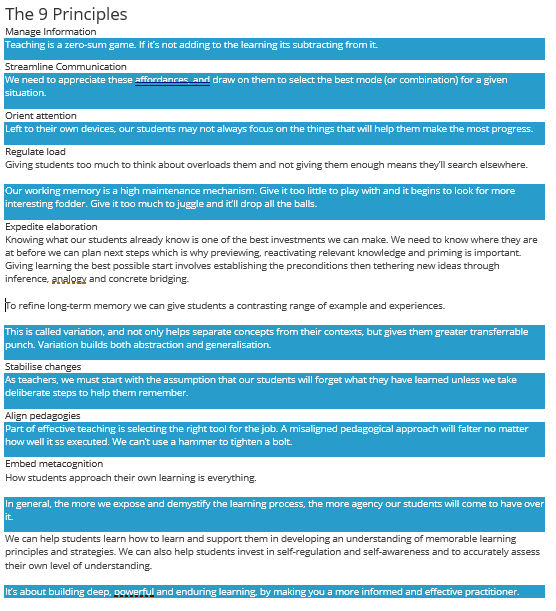 The 9 Principles
Manage Information
Teaching is a zero-sum game. If it's not adding to the learning its subtracting from it.
Streamline Communication
We need to appreciate these affordances, and draw on them to select the best mode (or combination) for a given
situation.
Orient attention
Left to their own devices, our students may not always focus on the things that will help them make the most progress.
Regulate load
Giving students too much to think about overloads them and not giving them enough means they'll search elsewhere.
Our working memory is a high maintenance mechanism. Give it too little to play with and it begins to look for more
interesting fodder. Give it too much to juggle and it'll drop all the balls.
Expedite elaboration
Knowing what our students already know is one of the best investments we can make. We need to know where they are
at before we can plan next steps which is why previewing, reactivating relevant knowledge and priming is important.
Giving learning the best possible start involves establishing the preconditions then tethering new ideas through
inference, analogy and concrete bridging.
To refine long-term memory we can give students a contrasting range of example and experiences.
This is called variation, and not only helps separate concepts from their contexts, but gives them greater transferrable
punch. Variation builds both abstraction and generalisation.
Stabilise changes
As teachers, we must start with the assumption that our students will forget what they have learned unless we take
deliberate steps to help them remember.
Align pedagogies
Part of effective teaching is selecting the right tool for the job. A misaligned pedagogical approach will falter no matter
how well it ss executed. We can't use a hammer to tighten a bolt.
Embed metacognition
How students approach their own learning is everything.
In general, the more we expose and demystify the learning process, the more agency our students will come to have over
it.
We can help students learn how to learn and support them in developing an understanding of memorable learning
principles and strategies. We can also help students invest in self-regulation and self-awareness and to accurately assess
their own level of understanding.
It's about building deep, powerful and enduring learning, by making you a more informed and effective practitioner.